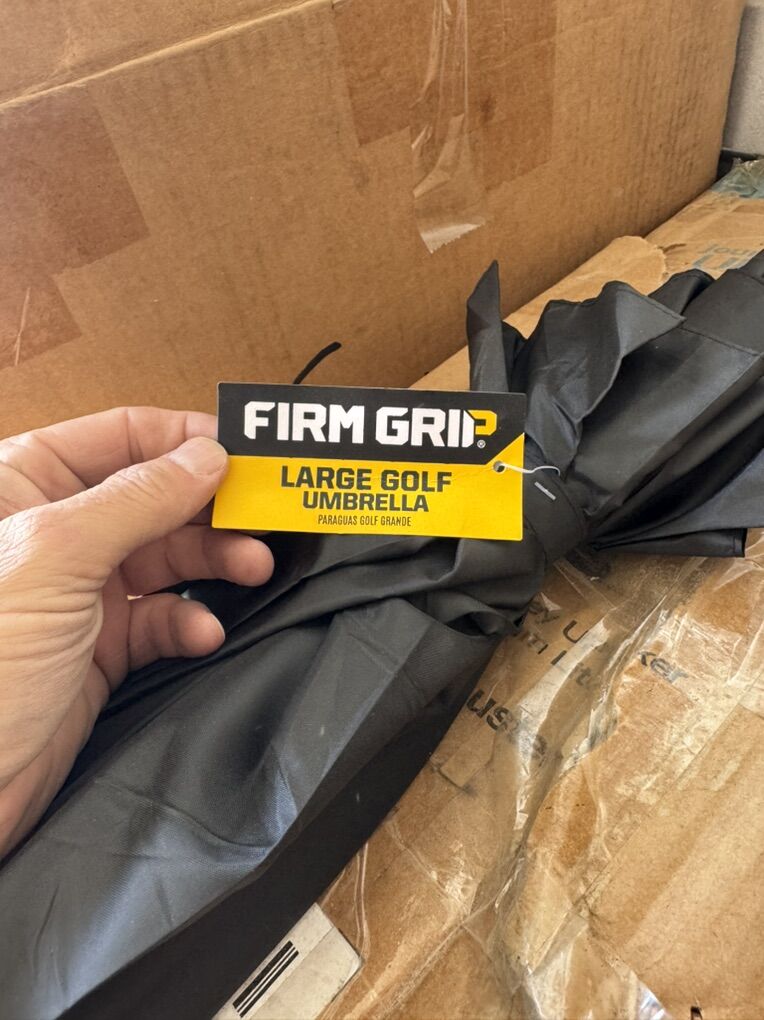 FIRM GRIP®
LARGE GOLF
UMBRELLA
PARAGUAS GOLF GRANDE